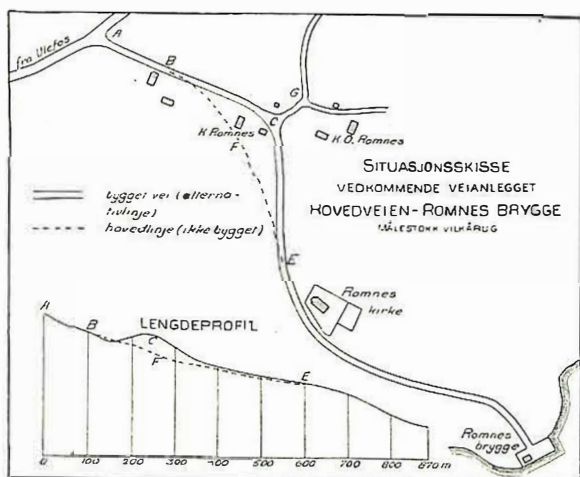 A
fra Ulefos
B
G
C
K Romnes
F
K.O. Romnes
SITUASJONSSKISSE
VEDKOMMENDE VEIANLEGGET
HOVEDVEIEN-ROMNES BRYGGE
MÅLESTOKK VILKÅRLIG
bygget vei (alterna-
tivlinje)
hovedlinje (ikke bygget)
E
Romnes
kirke
A
B
LENGDEPROFIL
C
F
E
Romnes
brygge
0 100 200 300 400 500 600 700 800 870 m